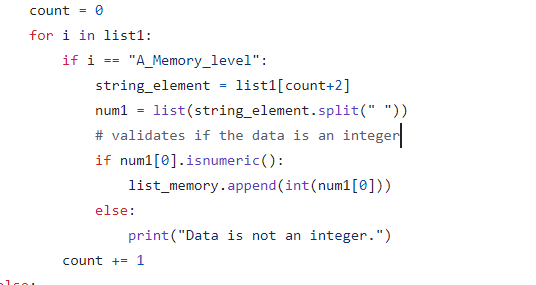 count = 0
for i in list1:
if i == "A_Memory_level":
string_element = list1[count+2]
num1 = list(string_element.split(" "))
# validates if the data is an integer
if num1[0].isnumeric():
list_memory.append(int(num1[0]))
else:
print("Data is not an integer.")
count += 1
else: